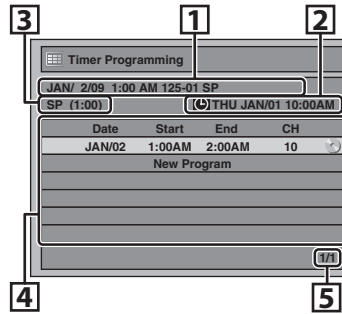 3 1 2
Timer Programming
JAN/ 2/09 1:00 AM 125-01 SP
SP (1:00) THU JAN/01 10:00AM
Date Start End CH
JAN/02 1:00AM 2:00AM 10
New Program
1/1
4 5